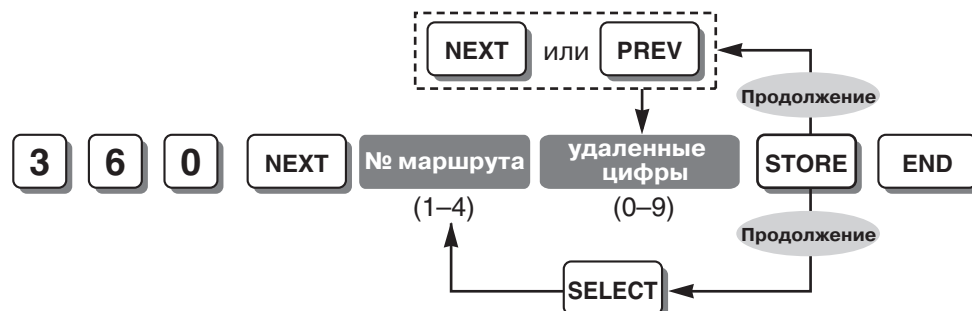 NEXT или PREV
Продолжение
3 6 0 NEXT № маршрута удаленные цифры STORE END
(1–4) (0–9)
Продолжение
SELECT